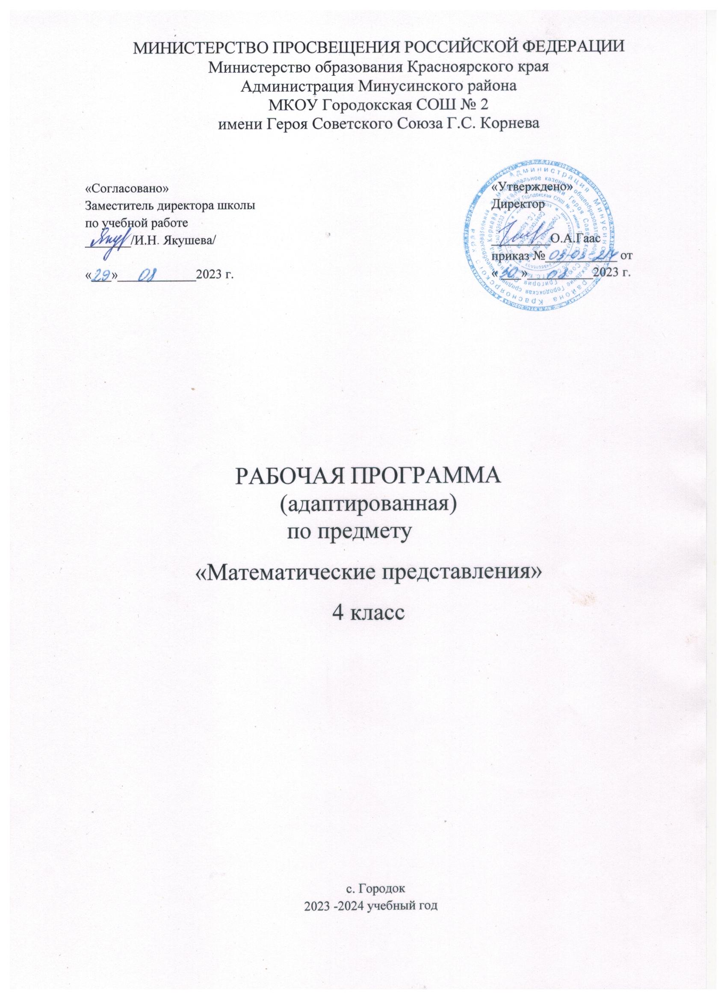 МИНИСТЕРСТВО ПРОСВЕЩЕНИЯ РОССИЙСКОЙ ФЕДЕРАЦИИ
Министерство образования Красноярского края
Администрация Минусинского района
МКОУ Городокская СОШ № 2
имени Героя Советского Союза Г.С. Корнева
«Согласовано»
Заместитель директора школы
по учебной работе
/И.Н. Якушева/
«29» 08 2023 г.
«Утверждено»
Директор
О.А.Гаас
приказ № 03-03-214 от
«30» 08 2023 г.
РАБОЧАЯ ПРОГРАММА
(адаптированная)
по предмету
«Математические представления»
4 класс
с. Городок
2023 -2024 учебный год